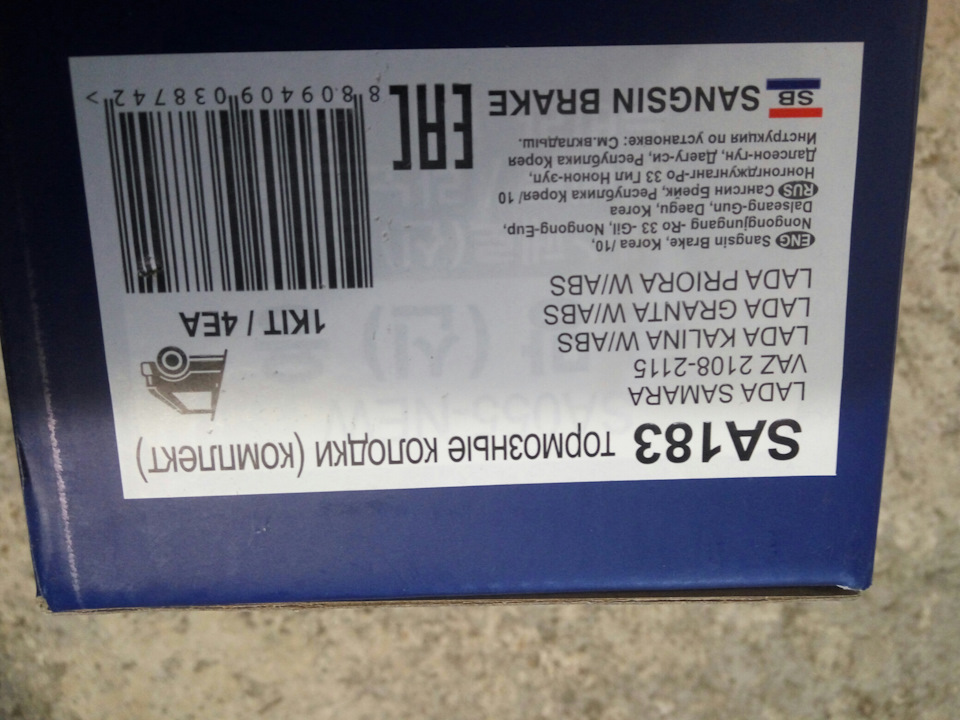 SA183 тормозные колодки (комплект)
LADA SAMARA
VAZ 2108-2115
LADA KALINA W/ABS
LADA GRANTA W/ABS
LADA PRIORA W/ABS
1KIT / 4EA
ENG Sangsin Brake, Korea /10,
Nongongjungang -Ro 33 -Gil, Nongong-Eup,
Dalseang-Gun, Daegu, Korea
RUS Сангсин Брейк, Республика Корея /10
Нонгонгджунганг-Ро 33 Гил Нонон-эуп,
Далсеон-гун, Даегу-си, Республика Корея
Инструкция по установке: См.вкладыш.
SB SANGSIN BRAKE
EAC
8 809409 038742 >